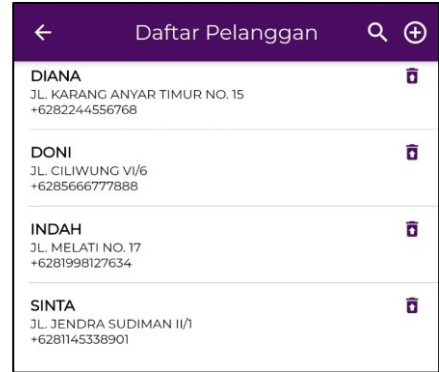 Daftar Pelanggan
DIANA
JL. KARANG ANYAR TIMUR NO. 15
+6282244556768
DONI
JL. CILIWUNG VI/6
+6285666777888
INDAH
JL. MELATI NO. 17
+6281998127634
SINTA
JL. JENDRA SUDIMAN II/1
+6281145338901